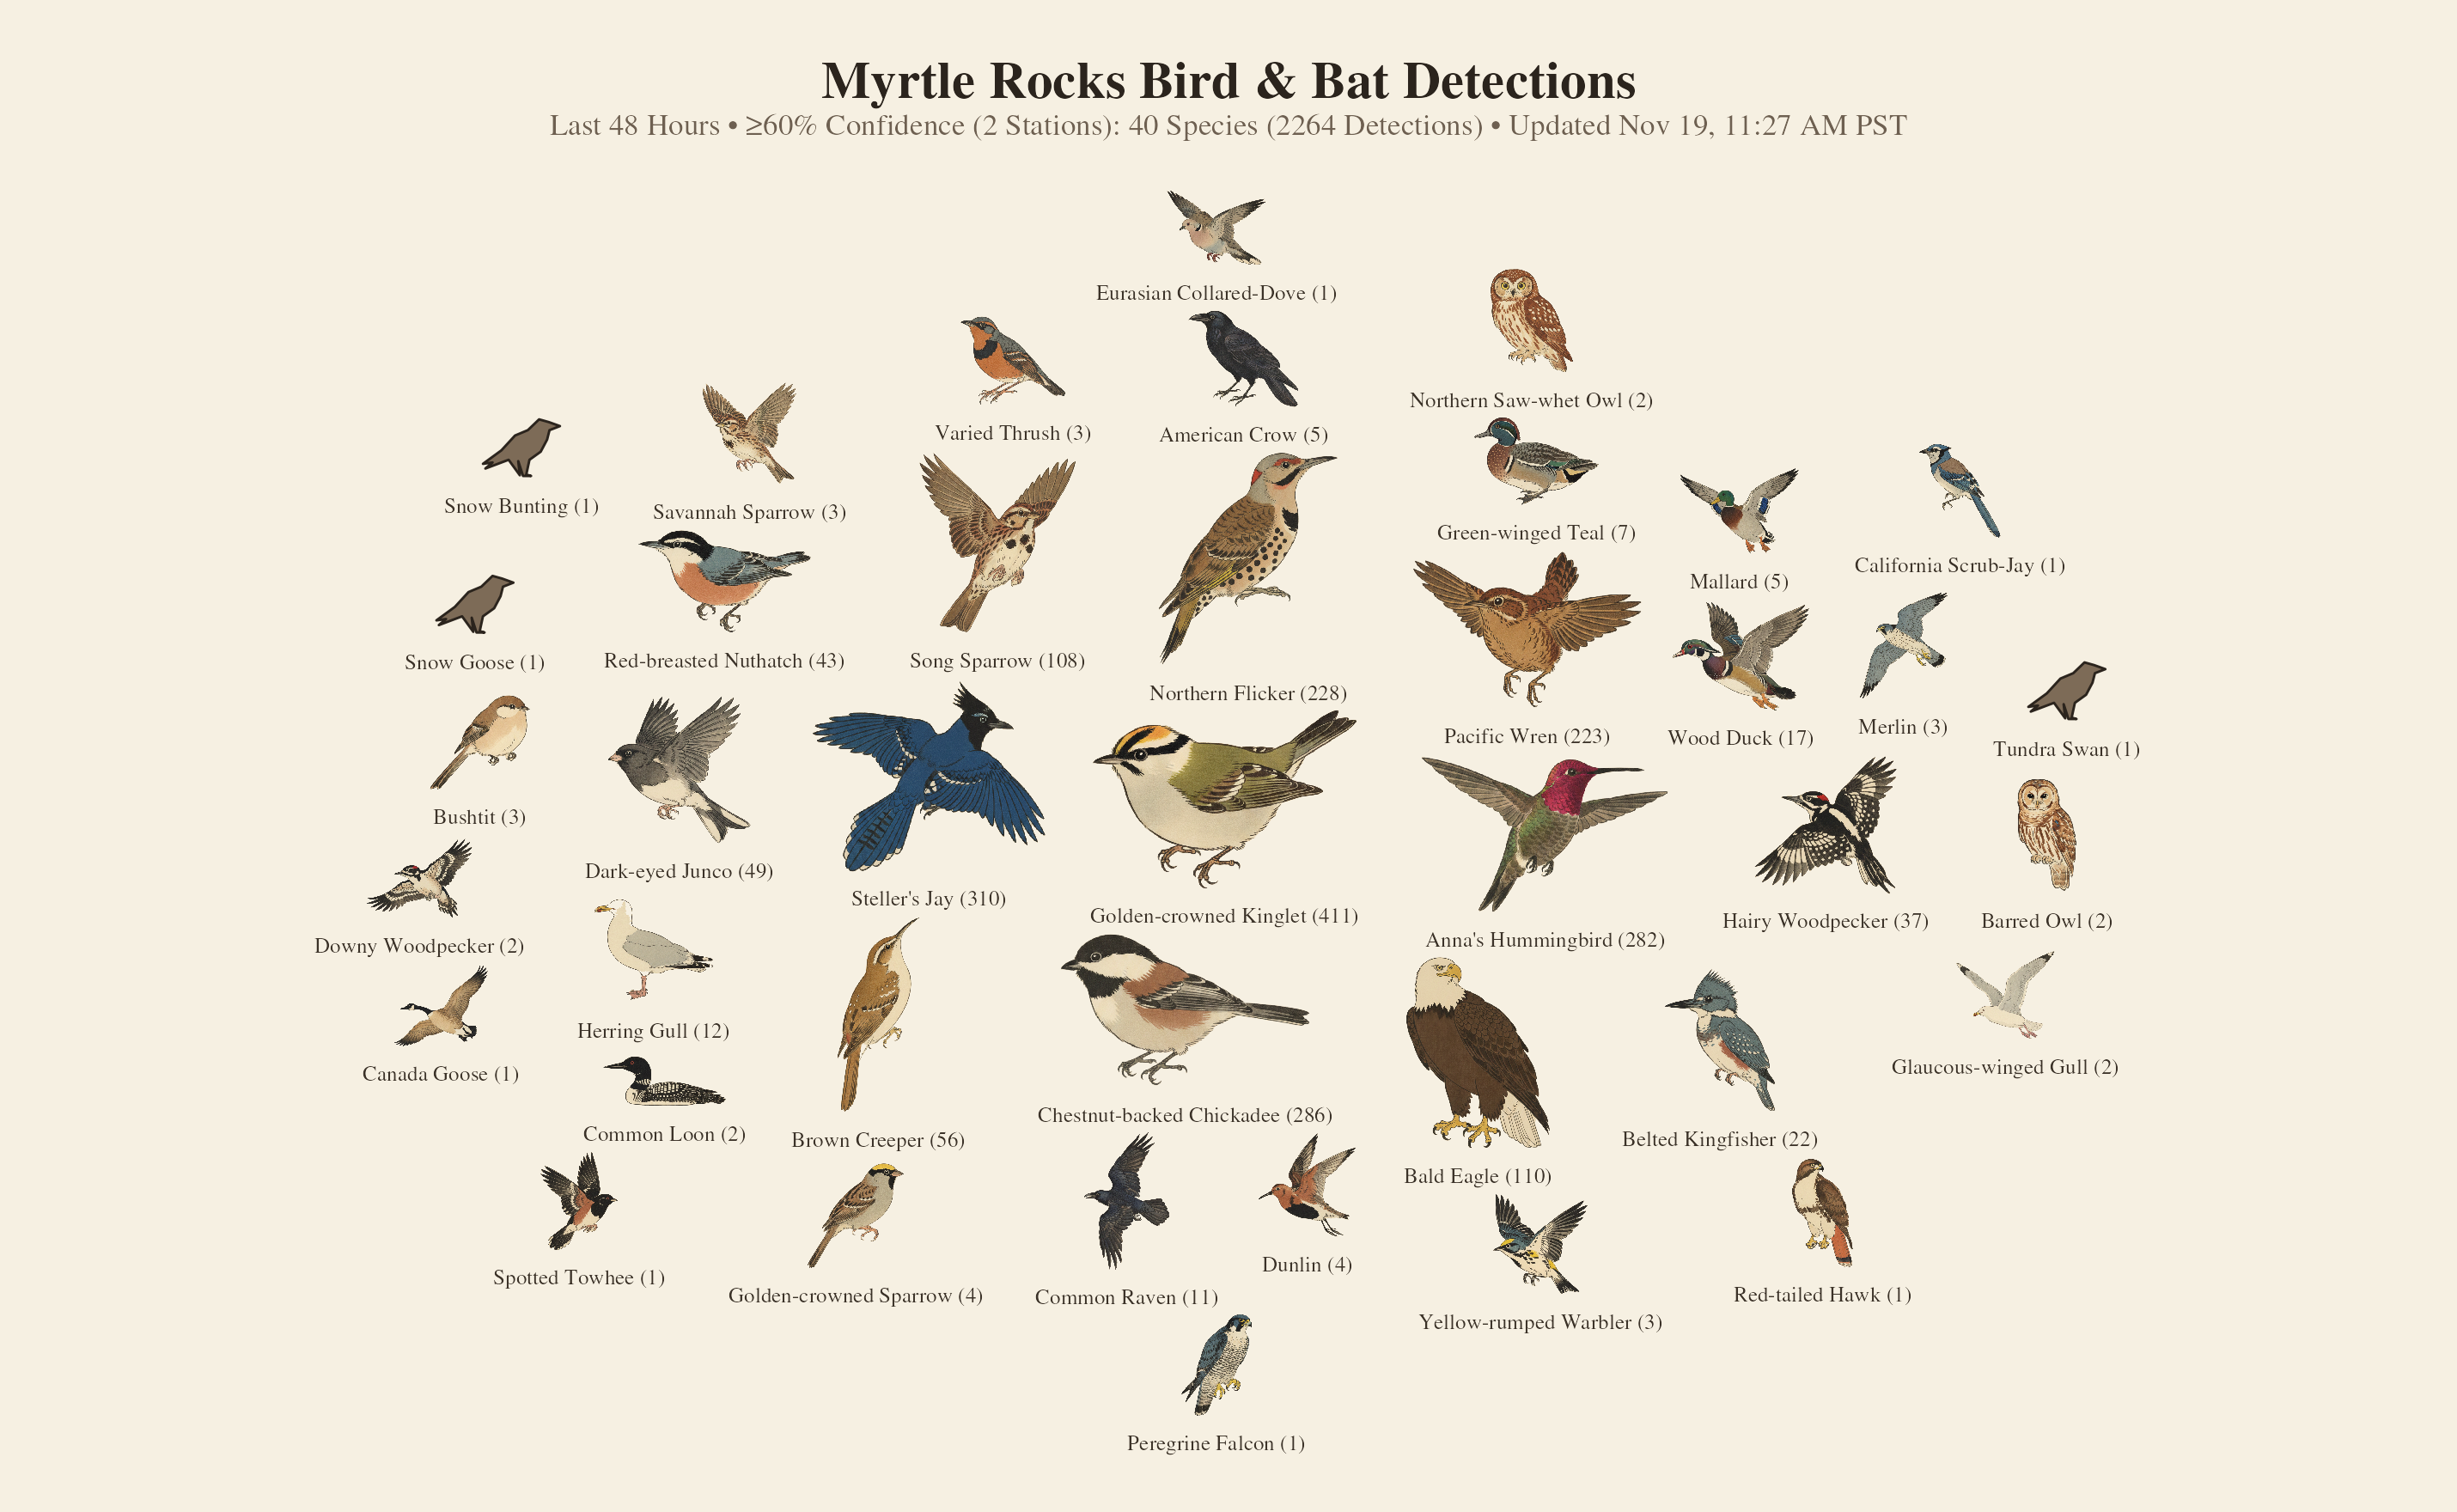 Myrtle Rocks Bird & Bat Detections
Last 48 Hours • ≥60% Confidence (2 Stations): 40 Species (2264 Detections) • Updated Nov 19, 11:27 AM PST
Eurasian Collared-Dove (1)
Northern Saw-whet Owl (2)
Varied Thrush (3)
American Crow (5)
Snow Bunting (1)
Savannah Sparrow (3)
Green-winged Teal (7)
Mallard (5)
California Scrub-Jay (1)
Snow Goose (1)
Red-breasted Nuthatch (43)
Song Sparrow (108)
Northern Flicker (228)
Pacific Wren (223)
Wood Duck (17)
Merlin (3)
Tundra Swan (1)
Bushtit (3)
Dark-eyed Junco (49)
Steller's Jay (310)
Golden-crowned Kinglet (411)
Anna's Hummingbird (282)
Hairy Woodpecker (37)
Barred Owl (2)
Downy Woodpecker (2)
Herring Gull (12)
Canada Goose (1)
Glaucous-winged Gull (2)
Common Loon (2)
Brown Creeper (56)
Chestnut-backed Chickadee (286)
Bald Eagle (110)
Belted Kingfisher (22)
Spotted Towhee (1)
Golden-crowned Sparrow (4)
Common Raven (11)
Dunlin (4)
Yellow-rumped Warbler (3)
Red-tailed Hawk (1)
Peregrine Falcon (1)